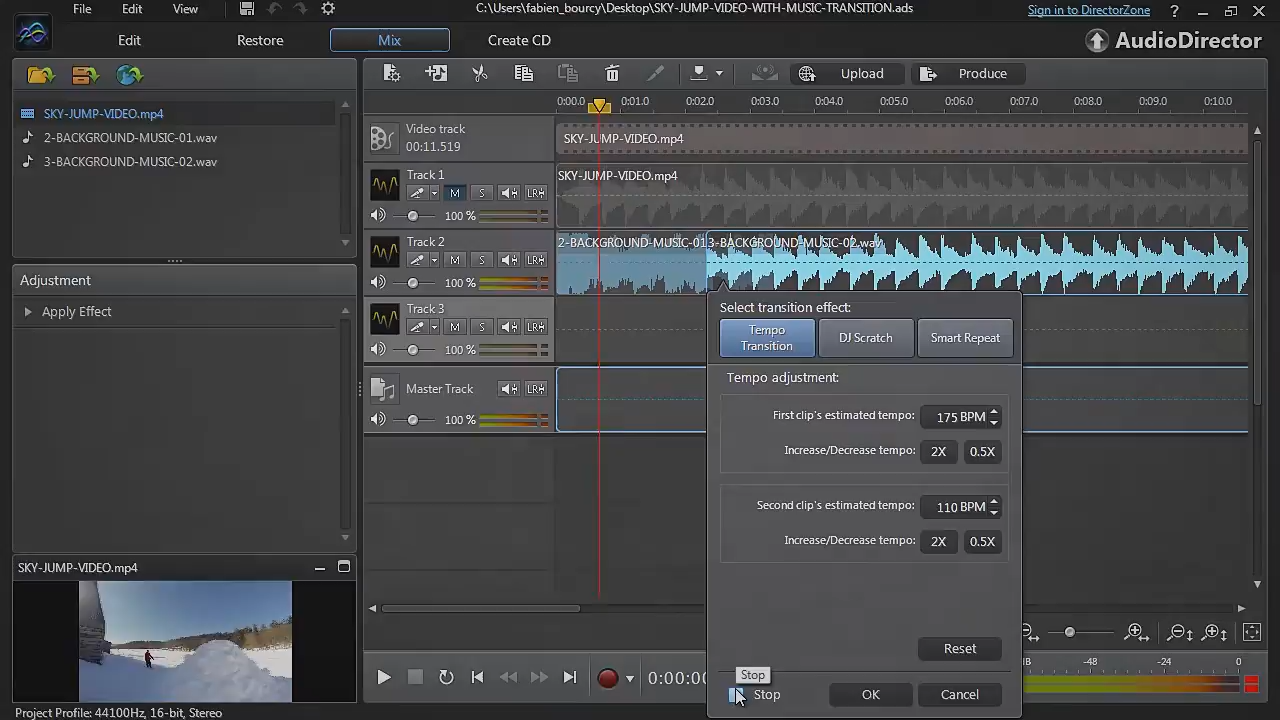 C:\Users\fabien_bourcy\Desktop\SKY-JUMP-VIDEO-WITH-MUSIC-TRANSITION.ads
File Edit View
Sign in to DirectorZone
?
Edit Restore Mix Create CD
AudioDirector
Upload Produce
SKY-JUMP-VIDEO.mp4
2-BACKGROUND-MUSIC-01.wav
3-BACKGROUND-MUSIC-02.wav
0:00.0 0:01.0 0:02.0 0:03.0 0:04.0 0:05.0 0:06.0 0:07.0 0:08.0 0:09.0 0:10.0
Video track
00:11.519
SKY-JUMP-VIDEO.mp4
Track 1
M S LR
100 %
SKY-JUMP-VIDEO.mp4
Track 2
M S LR
100 %
2-BACKGROUND-MUSIC-013-BACKGROUND-MUSIC-02.wav
Track 3
M S LR
100 %
Master Track
LR
100 %
Adjustment
Apply Effect
Select transition effect:
Tempo
Transition
DJ Scratch
Smart Repeat
Tempo adjustment:
First clip's estimated tempo: 175 BPM
Increase/Decrease tempo: 2X 0.5X
Second clip's estimated tempo: 110 BPM
Increase/Decrease tempo: 2X 0.5X
Reset
Stop
Stop
OK
Cancel
SKY-JUMP-VIDEO.mp4
0:00:0
dB -48 -24 0
Project Profile: 44100Hz, 16-bit, Stereo